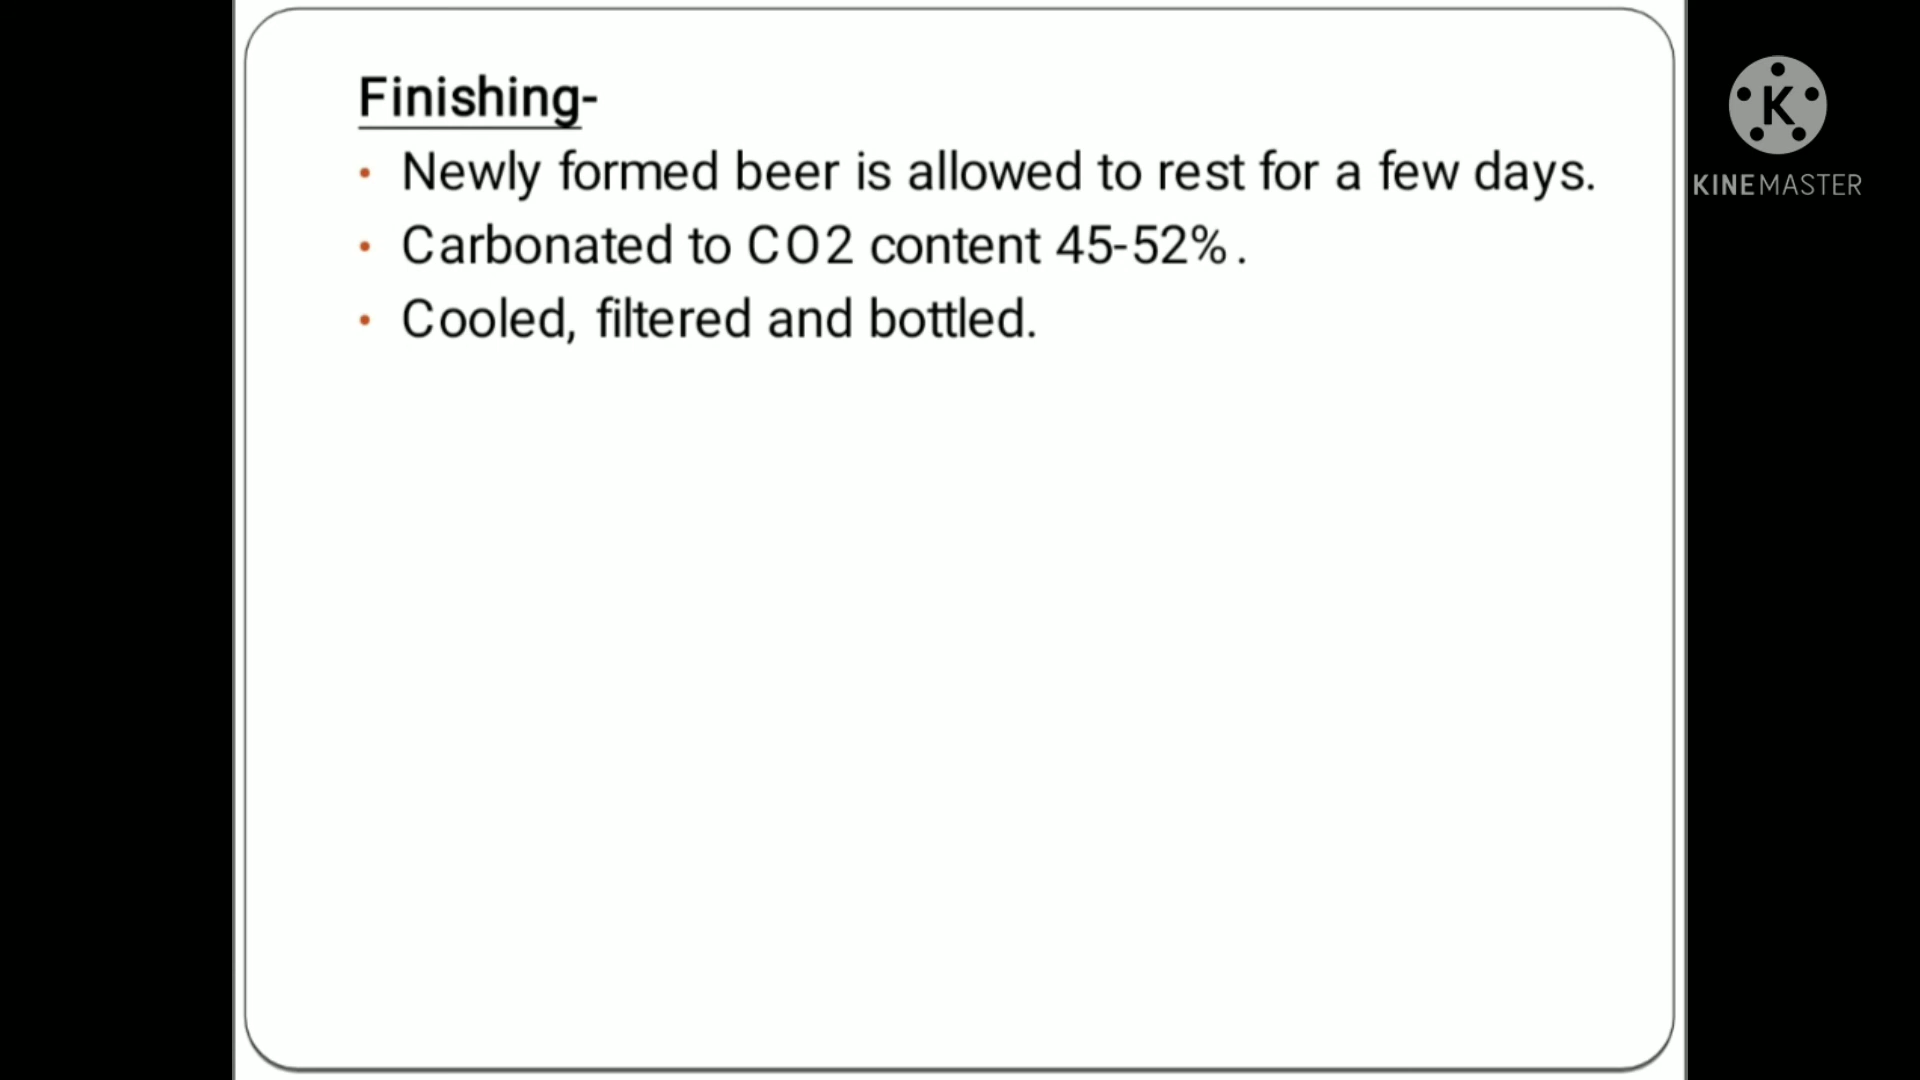 Finishing-
• Newly formed beer is allowed to rest for a few days.
• Carbonated to CO2 content 45-52%.
• Cooled, filtered and bottled.
K
KINEMASTER